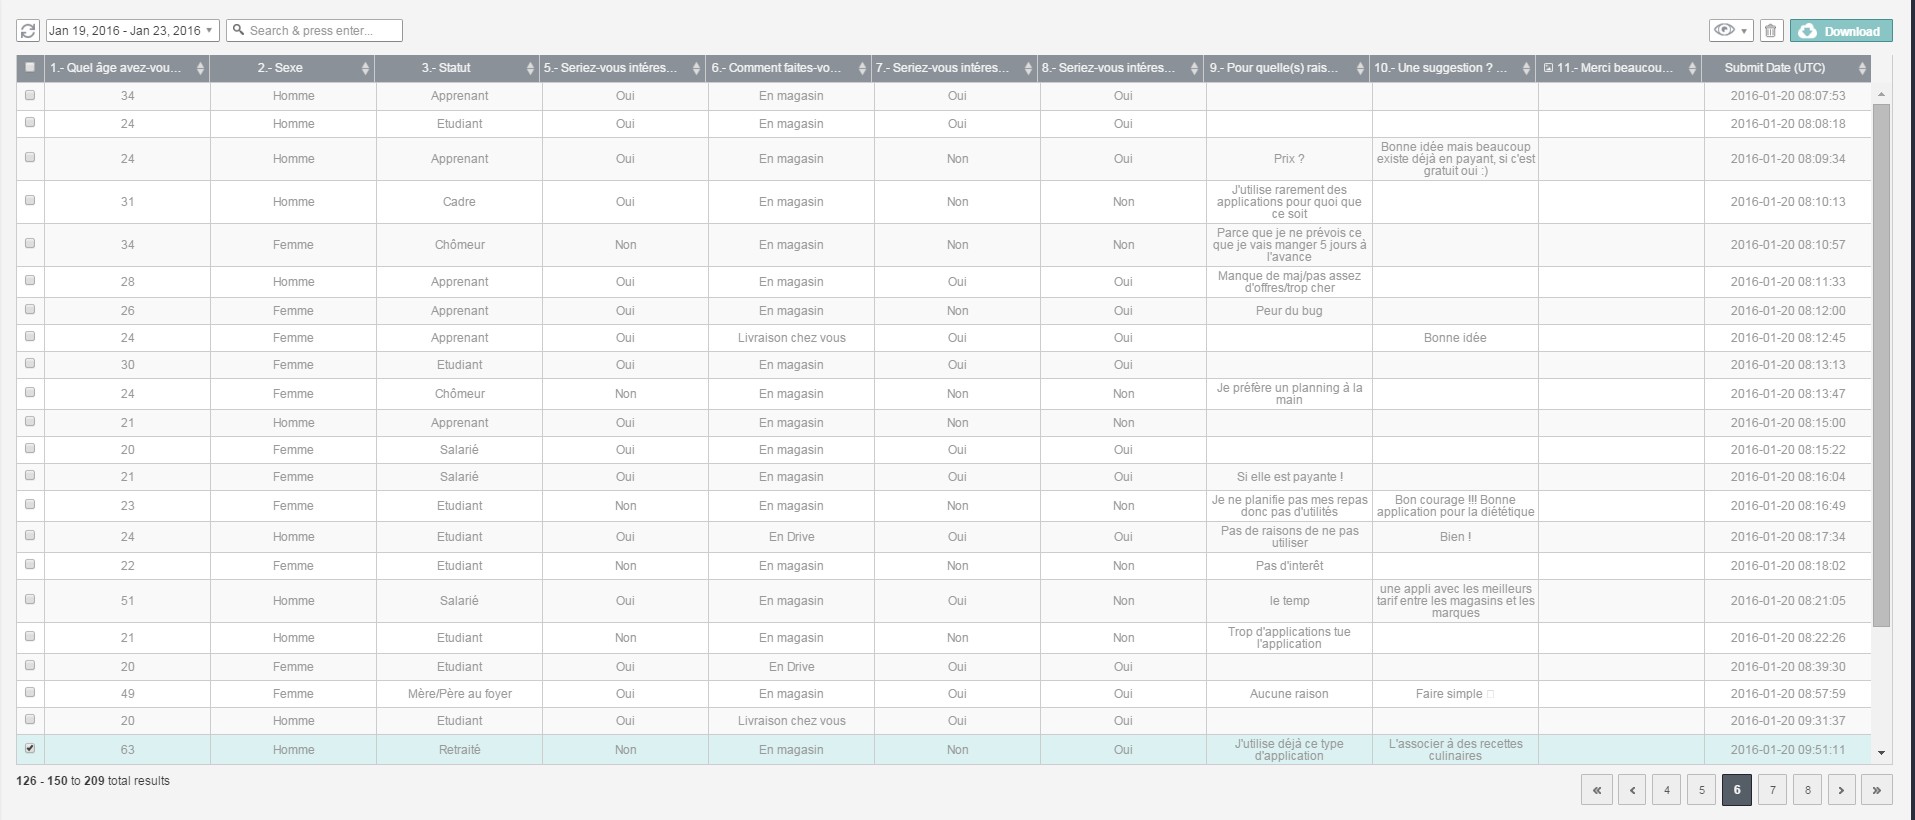 Jan 19, 2016 - Jan 23, 2016 Search & press enter... Download
1.- Quel âge avez-vou... 2.- Sexe 3.- Statut 5.- Seriez-vous intéres... 6.- Comment faites-vo... 7.- Seriez-vous intéres... 8.- Seriez-vous intéres... 9.- Pour quelle(s) rais... 10.- Une suggestion ? ... 11.- Merci beaucou... Submit Date (UTC)
34 Homme Apprenant Oui En magasin Oui Oui 2016-01-20 08:07:53
24 Homme Etudiant Oui En magasin Oui Oui 2016-01-20 08:08:18
24 Homme Apprenant Oui En magasin Non Oui Prix ? Bonne idée mais beaucoup existe déjà en payant, si c'est gratuit oui :) 2016-01-20 08:09:34
31 Homme Cadre Oui En magasin Non Non J'utilise rarement des applications pour quoi que ce soit 2016-01-20 08:10:13
34 Femme Chômeur Non En magasin Non Non Parce que je ne prévois ce que je vais manger 5 jours à l'avance 2016-01-20 08:10:57
28 Homme Apprenant Oui En magasin Oui Oui Manque de maj/pas assez d'offres/trop cher 2016-01-20 08:11:33
26 Femme Apprenant Oui En magasin Non Oui Peur du bug 2016-01-20 08:12:00
24 Femme Apprenant Oui Livraison chez vous Oui Oui Bonne idée 2016-01-20 08:12:45
30 Femme Etudiant Oui En magasin Oui Oui 2016-01-20 08:13:13
24 Femme Chômeur Non En magasin Non Non Je préfère un planning à la main 2016-01-20 08:13:47
21 Homme Apprenant Oui En magasin Non Non 2016-01-20 08:15:00
20 Femme Salarié Oui En magasin Oui Oui 2016-01-20 08:15:22
21 Femme Salarié Oui En magasin Oui Oui Si elle est payante ! 2016-01-20 08:16:04
23 Femme Etudiant Non En magasin Non Non Je ne planifie pas mes repas donc pas d'utilités Bon courage !!! Bonne application pour la diététique 2016-01-20 08:16:49
24 Homme Etudiant Oui En Drive Oui Oui Pas de raisons de ne pas utiliser Bien ! 2016-01-20 08:17:34
22 Femme Etudiant Non En magasin Non Non Pas d'interêt 2016-01-20 08:18:02
51 Homme Salarié Oui En magasin Oui Non le temp une appli avec les meilleurs tarif entre les magasins et les marques 2016-01-20 08:21:05
21 Homme Etudiant Non En magasin Non Non Trop d'applications tue l'application 2016-01-20 08:22:26
20 Femme Etudiant Oui En Drive Oui Oui 2016-01-20 08:39:30
49 Femme Mère/Père au foyer Oui En magasin Oui Oui Aucune raison Faire simple 2016-01-20 08:57:59
20 Homme Etudiant Oui Livraison chez vous Oui Oui 2016-01-20 09:31:37
63 Homme Retraité Non En magasin Non Oui J'utilise déjà ce type d'application L'associer à des recettes culinaires 2016-01-20 09:51:11
126 - 150 to 209 total results
« ‹ 4 5 6 7 8 › »